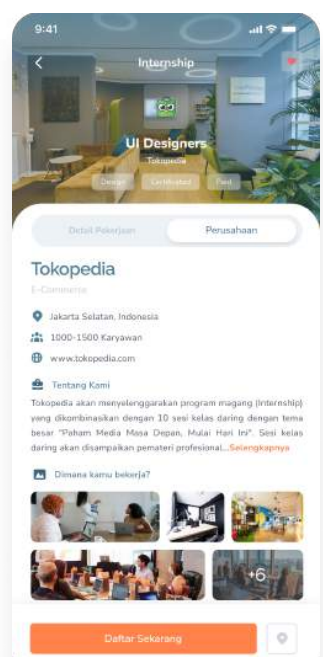 9:41
Internship
UI Designers
Tokopedia
Design Certificated Paid
Detail Pekerjaan Perusahaan
Tokopedia
E-Commerce
Jakarta Selatan, Indonesia
1000-1500 Karyawan
www.tokopedia.com
Tentang Kami
Tokopedia akan menyelenggarakan program magang (Internship)
yang dikombinasikan dengan 10 sesi kelas daring dengan tema
besar "Paham Media Masa Depan, Mulai Hari Ini". Sesi kelas
daring akan disampaikan pemateri profesional...Selengkapnya
Dimana kamu bekerja?
+6
Daftar Sekarang